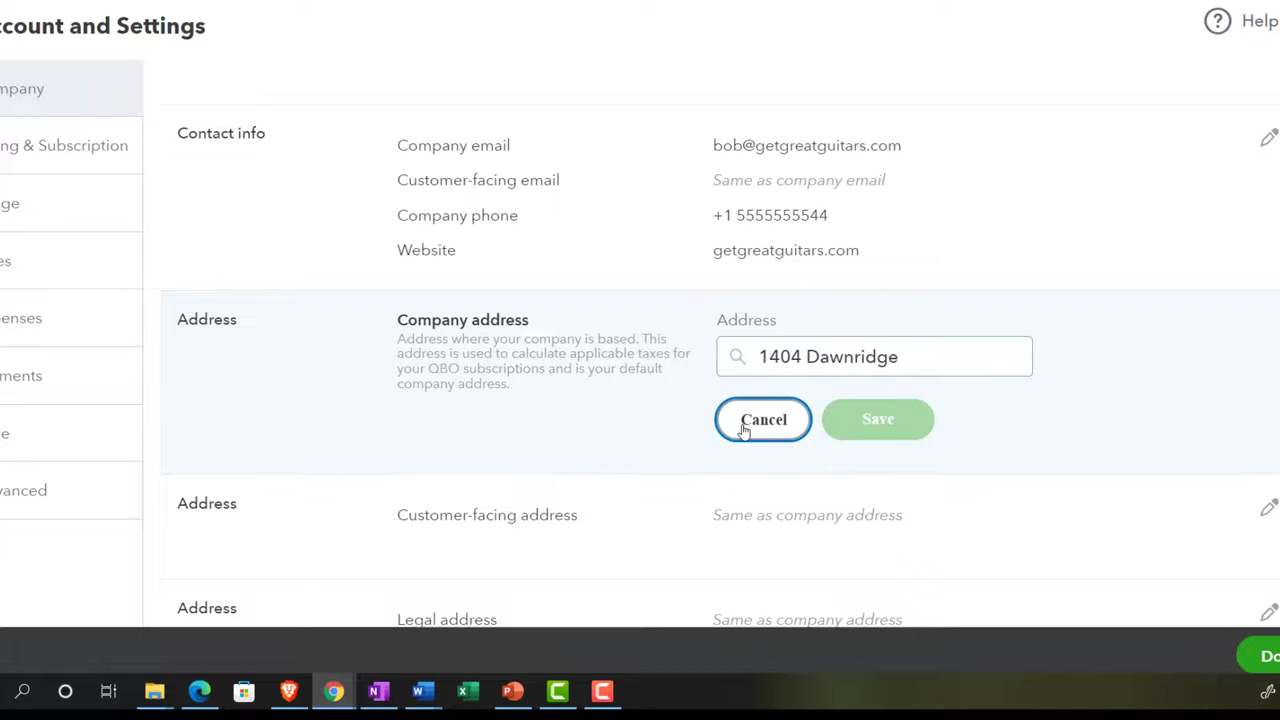 ccount and Settings
Help
mpany
ng & Subscription
ge
es
enses
ments
e
vanced
Contact info
Company email
bob@getgreatguitars.com
Customer-facing email
Same as company email
Company phone
+1 5555555544
Website
getgreatguitars.com
Address
Company address
Address where your company is based. This
address is used to calculate applicable taxes for
your QBO subscriptions and is your default
company address.
Address
1404 Dawnridge
Cancel
Save
Address
Customer-facing address
Same as company address
Address
Legal address
Same as company address
Do